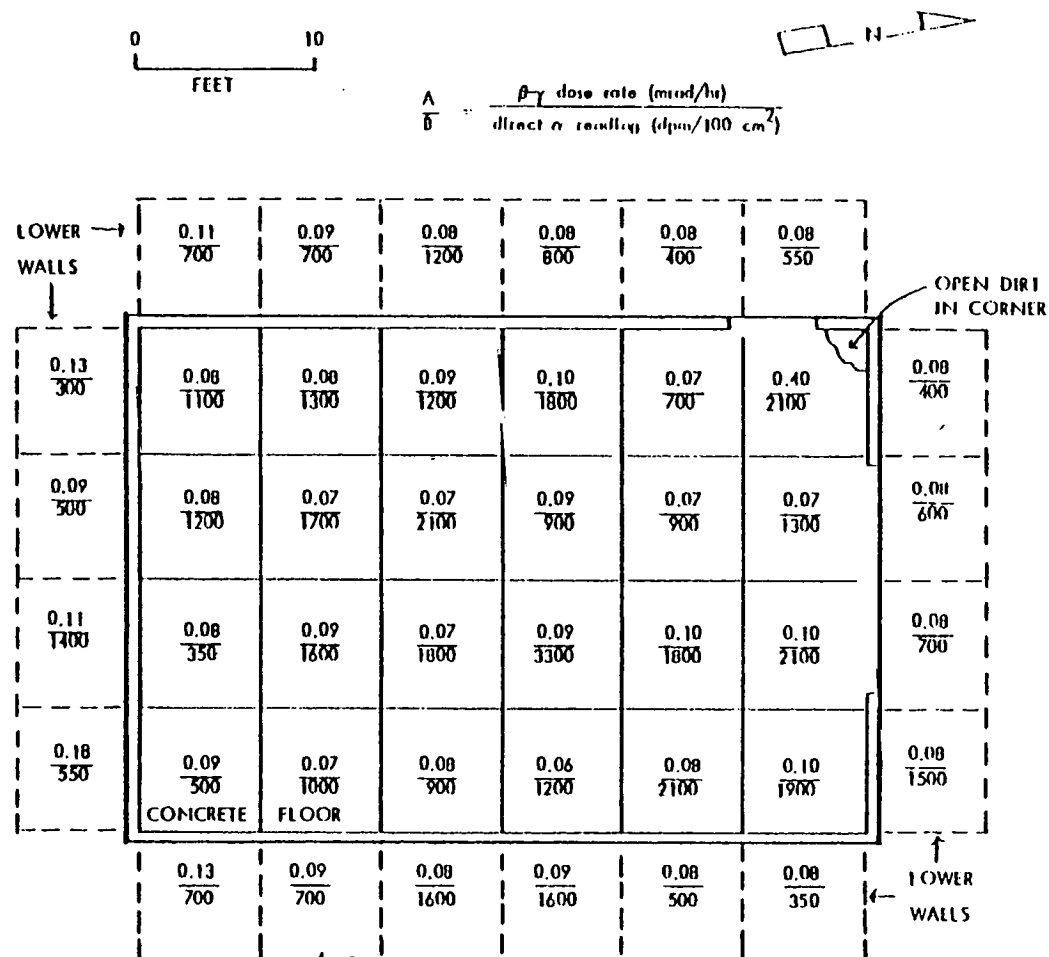 0 10
FEET
N
A β-γ dose rate (mrad/hr)
B = direct α reading (dpm/100 cm²)
LOWER
WALLS
0.11 0.09 0.08 0.08 0.08 0.08
700 700 1200 800 400 550
OPEN DIRT
IN CORNER
0.13 0.08 0.08 0.09 0.10 0.07 0.40 0.08
300 1100 1300 1200 1800 700 2100 400
0.09 0.08 0.07 0.07 0.09 0.07 0.07 0.08
500 1200 1700 2100 900 900 1300 600
0.11 0.08 0.09 0.07 0.09 0.10 0.10 0.08
1400 350 1600 1800 3300 1800 2100 700
0.18 0.09 0.07 0.08 0.06 0.08 0.10 0.08
550 500 1000 900 1200 2100 1900 1500
CONCRETE FLOOR
0.13 0.09 0.08 0.09 0.08 0.08
700 700 1600 1600 500 350
LOWER
WALLS